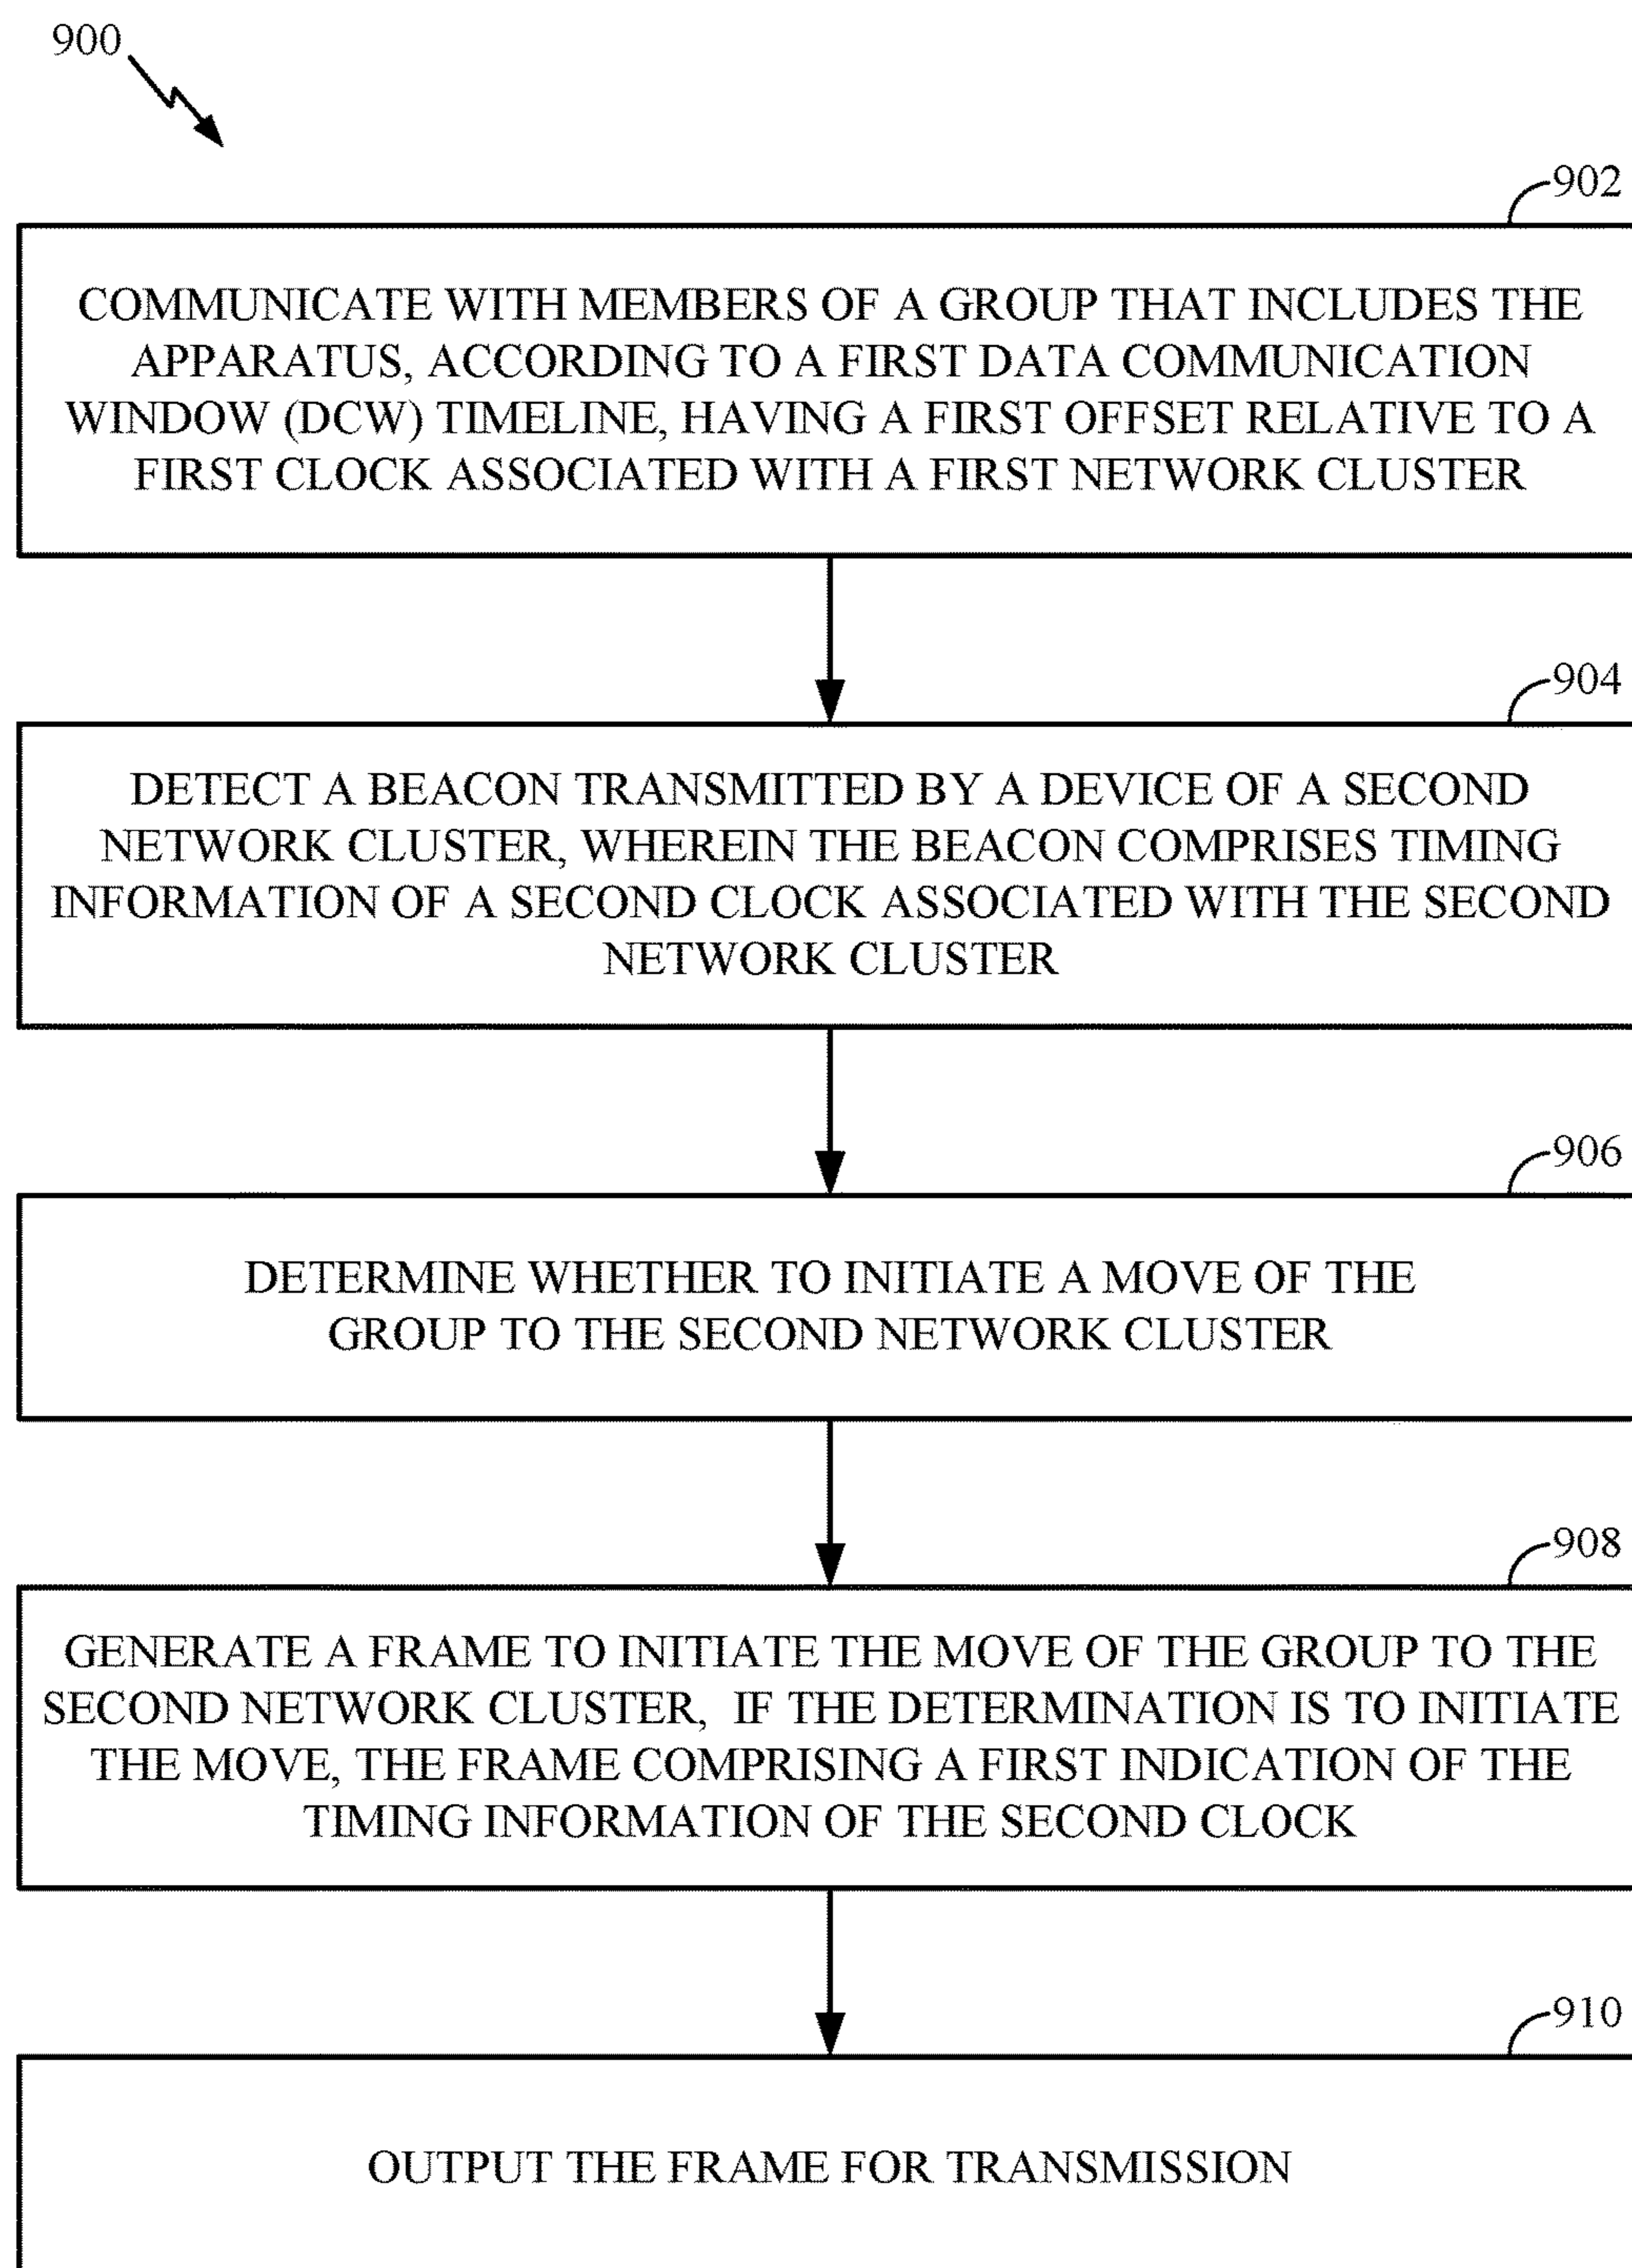 900
902
COMMUNICATE WITH MEMBERS OF A GROUP THAT INCLUDES THE
APPARATUS, ACCORDING TO A FIRST DATA COMMUNICATION
WINDOW (DCW) TIMELINE, HAVING A FIRST OFFSET RELATIVE TO A
FIRST CLOCK ASSOCIATED WITH A FIRST NETWORK CLUSTER
904
DETECT A BEACON TRANSMITTED BY A DEVICE OF A SECOND
NETWORK CLUSTER, WHEREIN THE BEACON COMPRISES TIMING
INFORMATION OF A SECOND CLOCK ASSOCIATED WITH THE SECOND
NETWORK CLUSTER
906
DETERMINE WHETHER TO INITIATE A MOVE OF THE
GROUP TO THE SECOND NETWORK CLUSTER
908
GENERATE A FRAME TO INITIATE THE MOVE OF THE GROUP TO THE
SECOND NETWORK CLUSTER, IF THE DETERMINATION IS TO INITIATE
THE MOVE, THE FRAME COMPRISING A FIRST INDICATION OF THE
TIMING INFORMATION OF THE SECOND CLOCK
910
OUTPUT THE FRAME FOR TRANSMISSION